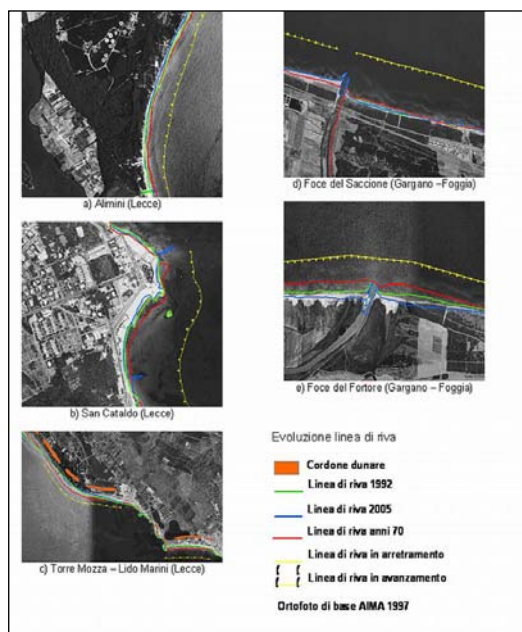 a) Alimini (Lecce)
b) San Cataldo (Lecce)
c) Torre Mozza – Lido Marini (Lecce)
d) Foce del Saccione (Gargano –Foggia)
e) Foce del Fortore (Gargano – Foggia)
Evoluzione linea di riva
Cordone dunare
Linea di riva 1992
Linea di riva 2005
Linea di riva anni 70
Linea di riva in arretramento
Linea di riva in avanzamento
Ortofoto di base AIMA 1997